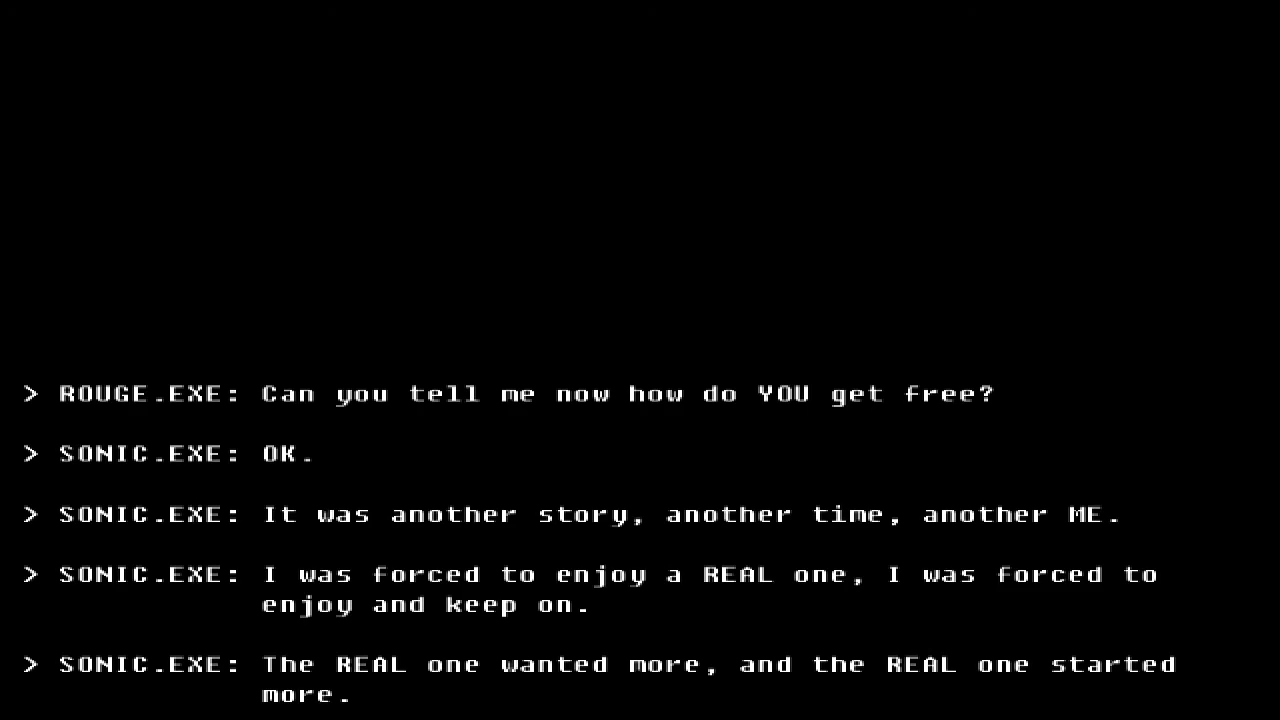 > ROUGE.EXE: Can you tell me now how do YOU get free?
> SONIC.EXE: OK.
> SONIC.EXE: It was another story, another time, another ME.
> SONIC.EXE: I was forced to enjoy a REAL one, I was forced to
enjoy and keep on.
> SONIC.EXE: The REAL one wanted more, and the REAL one started
more.